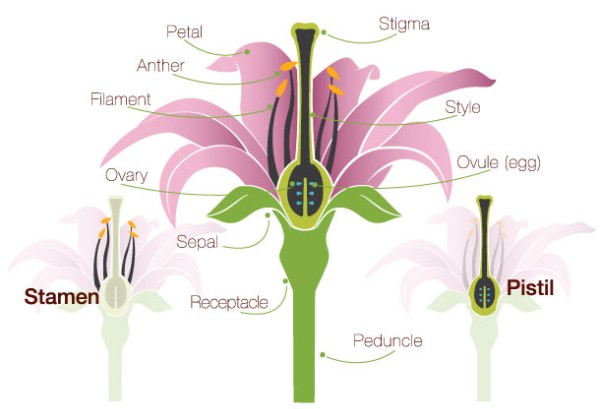 Petal
Stigma
Anther
Filament
Style
Ovule (egg)
Ovary
Sepal
Stamen
Pistil
Receptacle
Peduncle